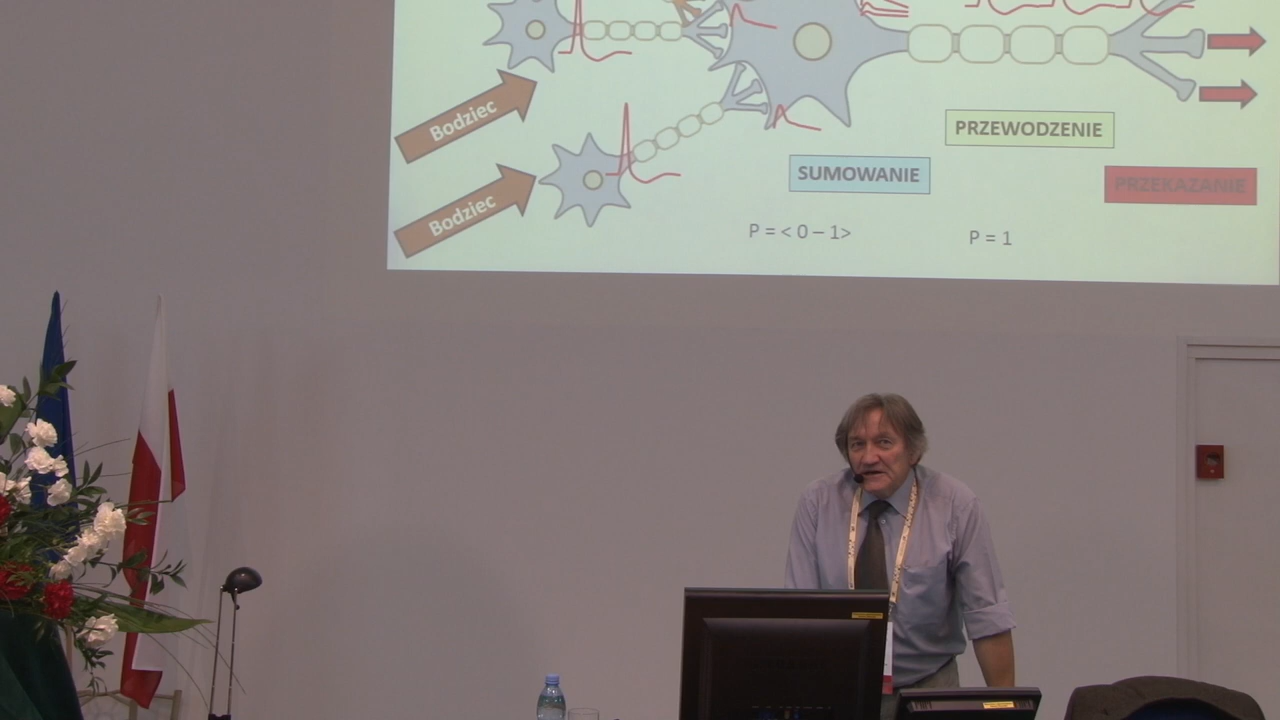 Bodziec
Bodziec
PRZEWODZENIE
SUMOWANIE
PRZEKAZANIE
P = < 0 – 1>
P = 1